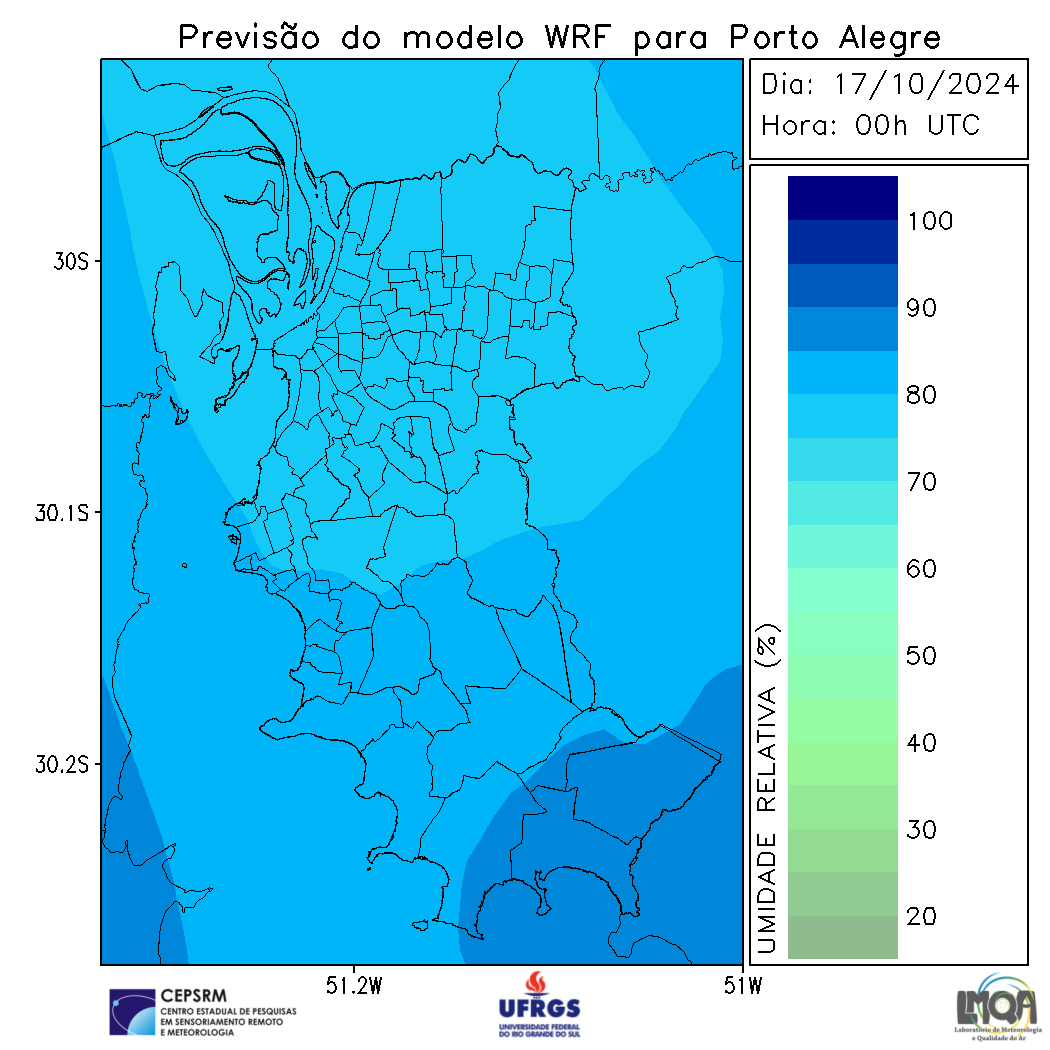 Previsão do modelo WRF para Porto Alegre
Dia: 17/10/2024
Hora: 00h UTC
30S
30.1S
30.2S
51.2W
51W
100
90
80
70
60
50
40
30
20
UMIDADE RELATIVA (%)
CEPSRM
CENTRO ESTADUAL DE PESQUISAS
EM SENSORIAMENTO REMOTO
E METEOROLOGIA
UFRGS
UNIVERSIDADE FEDERAL
DO RIO GRANDE DO SUL
LMQA
Laboratório de Meteorologia
e Qualidade do Ar